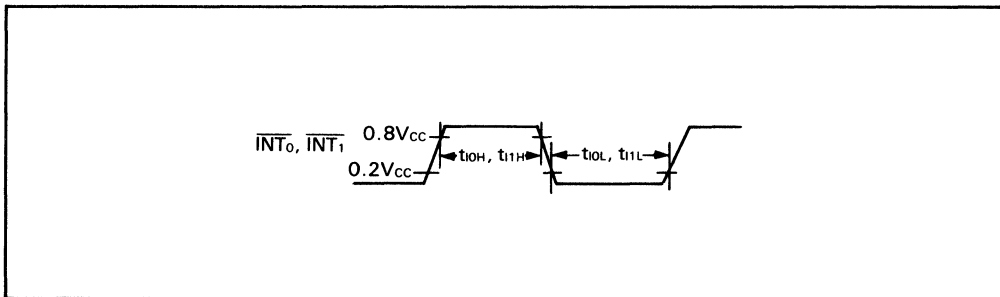 INT0, INT1 0.8VCC
tI0H, tI1H tI0L, tI1L
0.2VCC